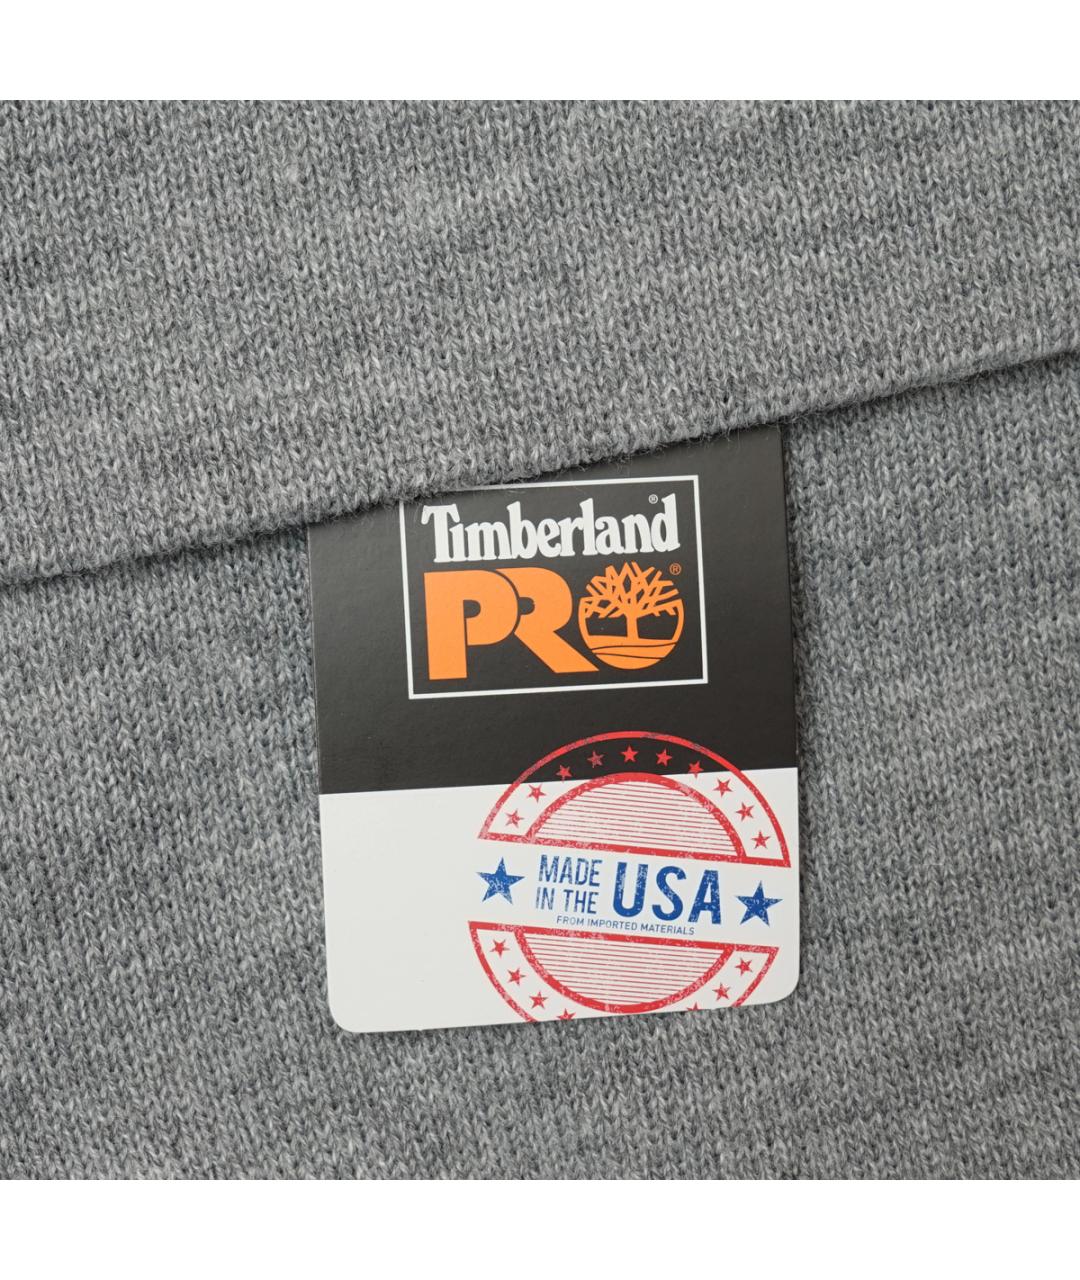 Timberland®
PRO®
MADE
IN THE
USA
FROM IMPORTED MATERIALS